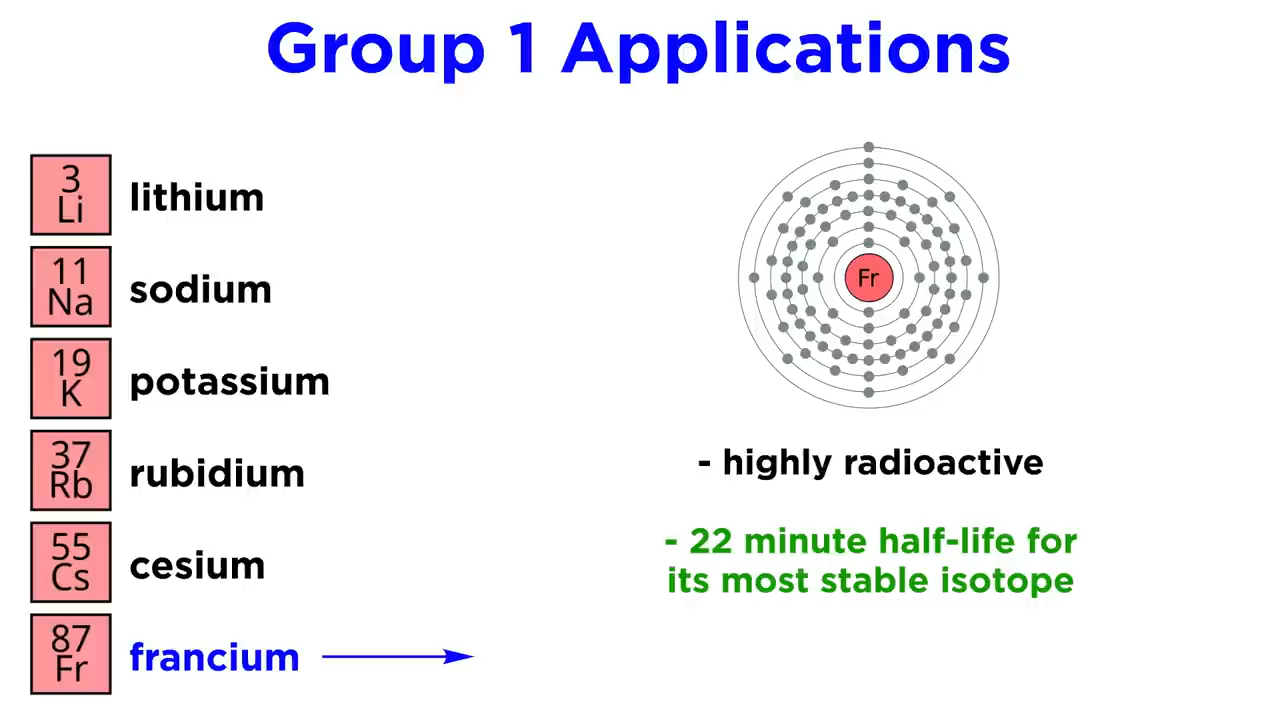 Group 1 Applications
3
Li
lithium
11
Na
sodium
19
K
potassium
37
Rb
rubidium
55
Cs
cesium
87
Fr
francium
Fr
- highly radioactive
- 22 minute half-life for
its most stable isotope